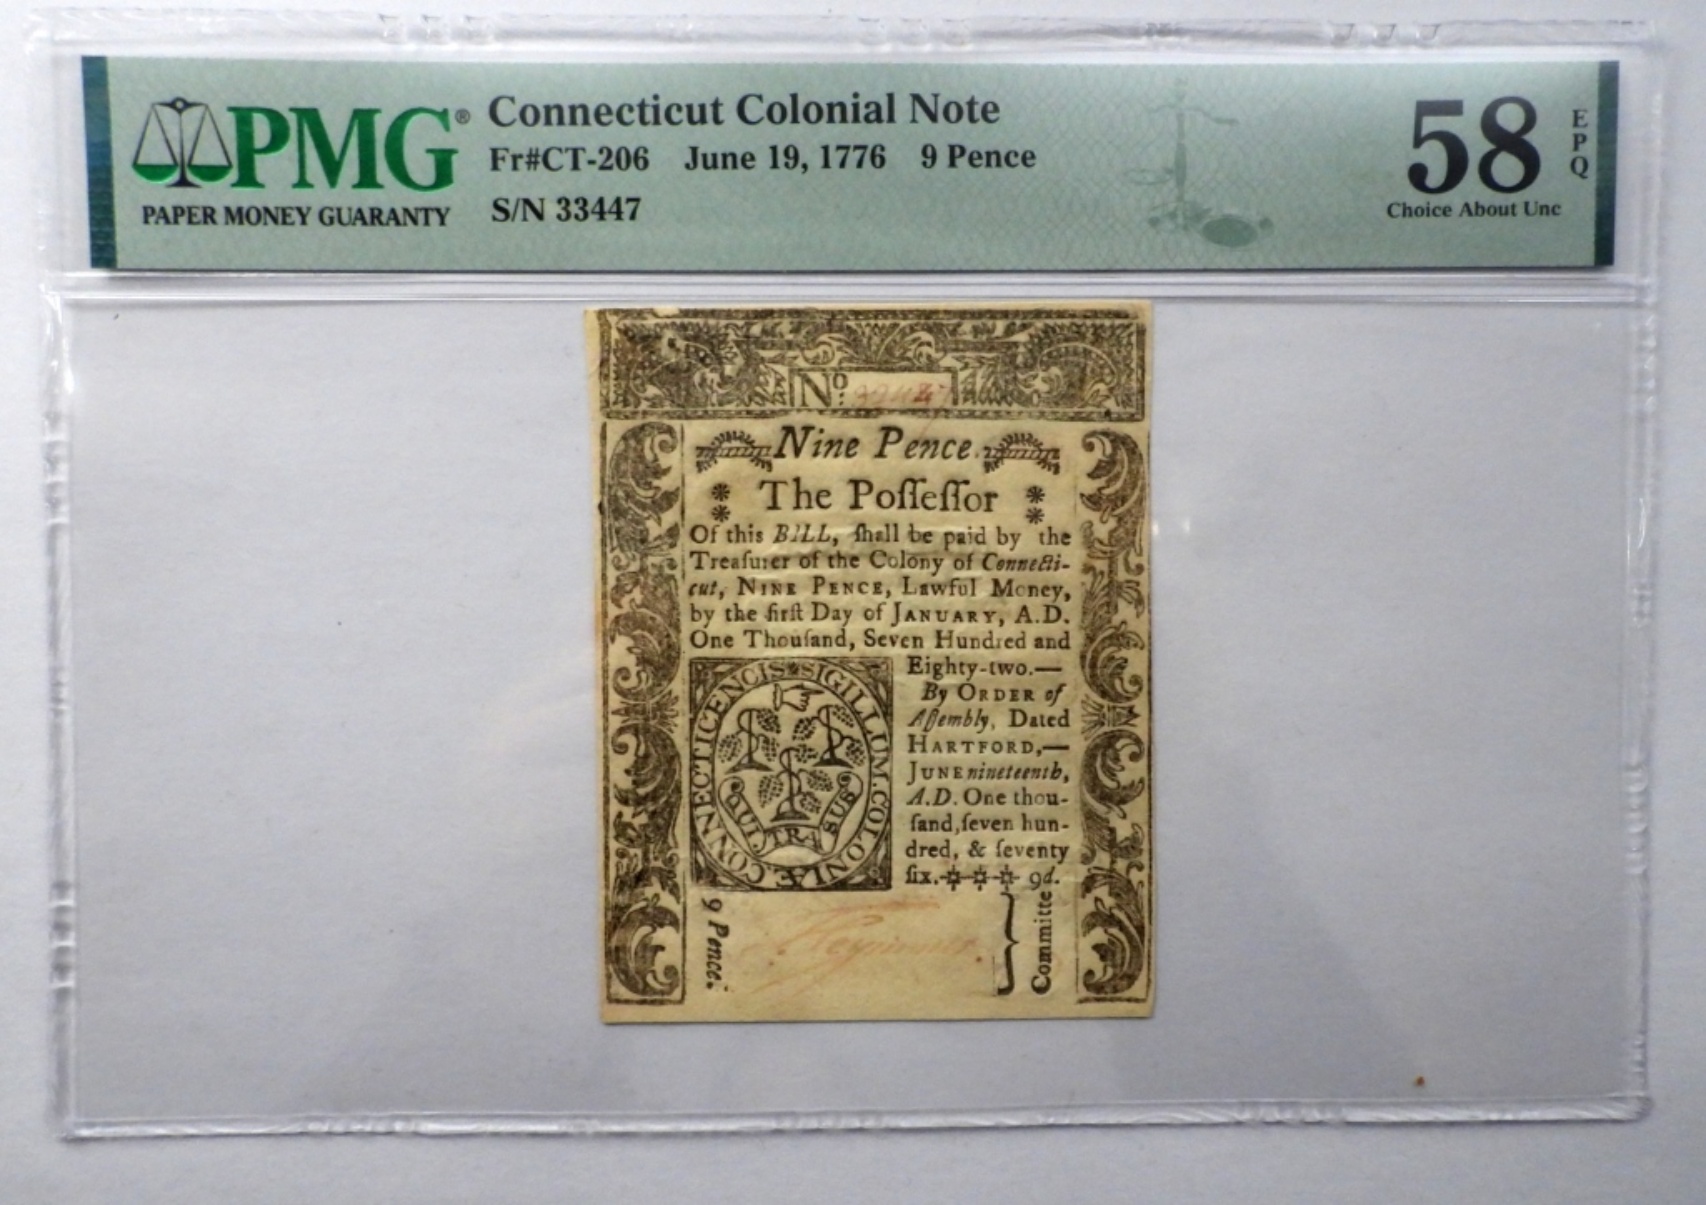 PMG®
PAPER MONEY GUARANTY
Connecticut Colonial Note
Fr#CT-206 June 19, 1776 9 Pence
S/N 33447
58
EPQ
Choice About Unc
No:
Nine Pence.
The Poſſeſſor
Of this BILL, ſhall be paid by the
Treaſurer of the Colony of Connecti-
cut, NINE PENCE, Lawful Money,
by the firſt Day of JANUARY, A.D.
One Thouſand, Seven Hundred and
Eighty-two.—
By ORDER of
Aſſembly, Dated
HARTFORD,—
JUNE nineteenth,
A.D. One thou-
ſand, ſeven hun-
dred, & ſeventy
ſix. 9d.
SIGILLUM. COLONIÆ. CONNECTICENCIS
QUI TRA SUS
9 Pence.
Committe